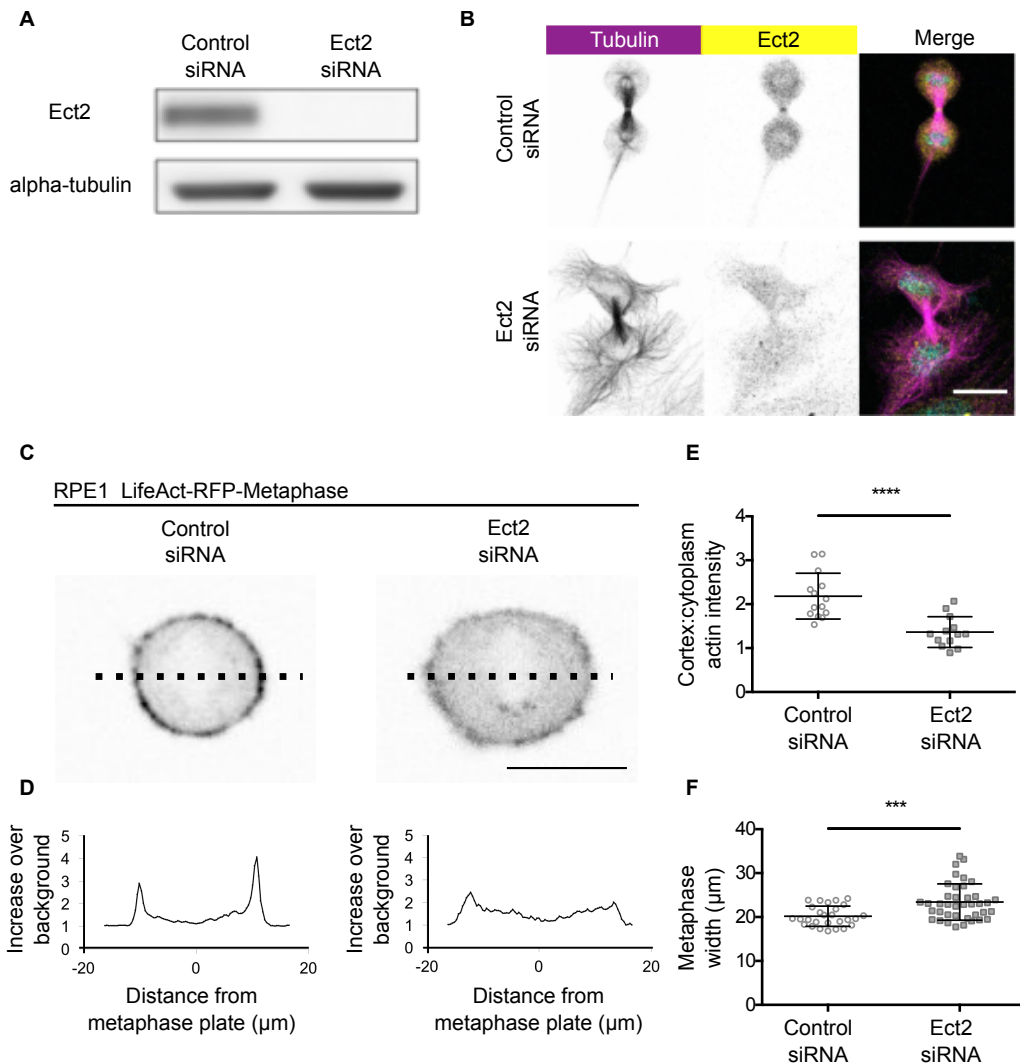 A
Control
siRNA
Ect2
siRNA
Ect2
alpha-tubulin
B
Tubulin
Ect2
Merge
Control
siRNA
Ect2
siRNA
C
RPE1 LifeAct-RFP-Metaphase
Control
siRNA
Ect2
siRNA
D
Increase over
background
5
4
3
2
1
0
-20
0
20
Distance from
metaphase plate (µm)
Increase over
background
5
4
3
2
1
0
-20
0
20
Distance from
metaphase plate (µm)
E
****
Cortex:cytoplasm
actin intensity
4
3
2
1
0
Control
siRNA
Ect2
siRNA
F
***
Metaphase
width (µm)
40
30
20
10
0
Control
siRNA
Ect2
siRNA